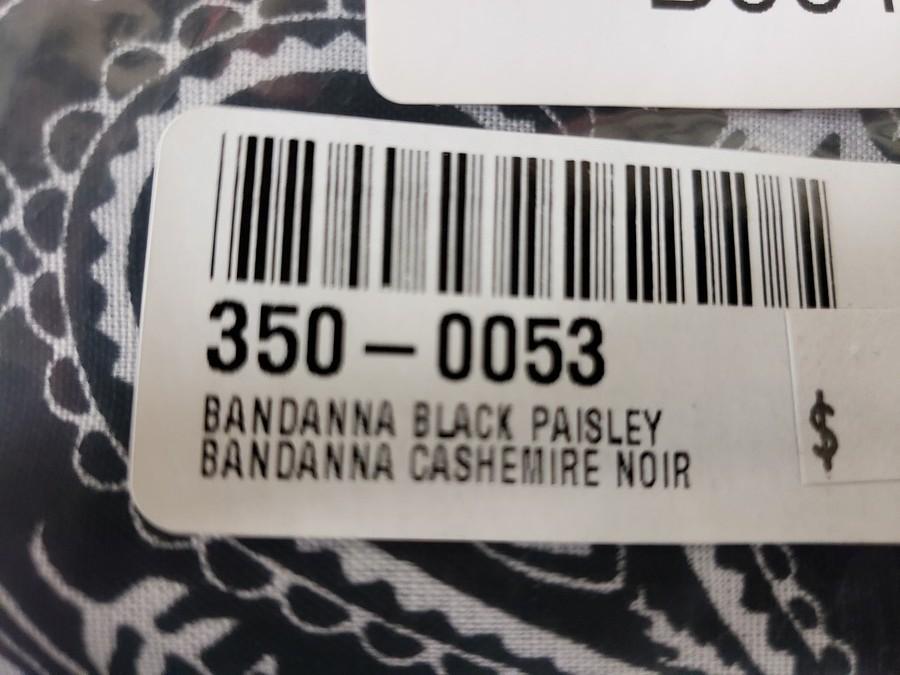 350-0053
BANDANNA BLACK PAISLEY
BANDANNA CASHEMIRE NOIR
$